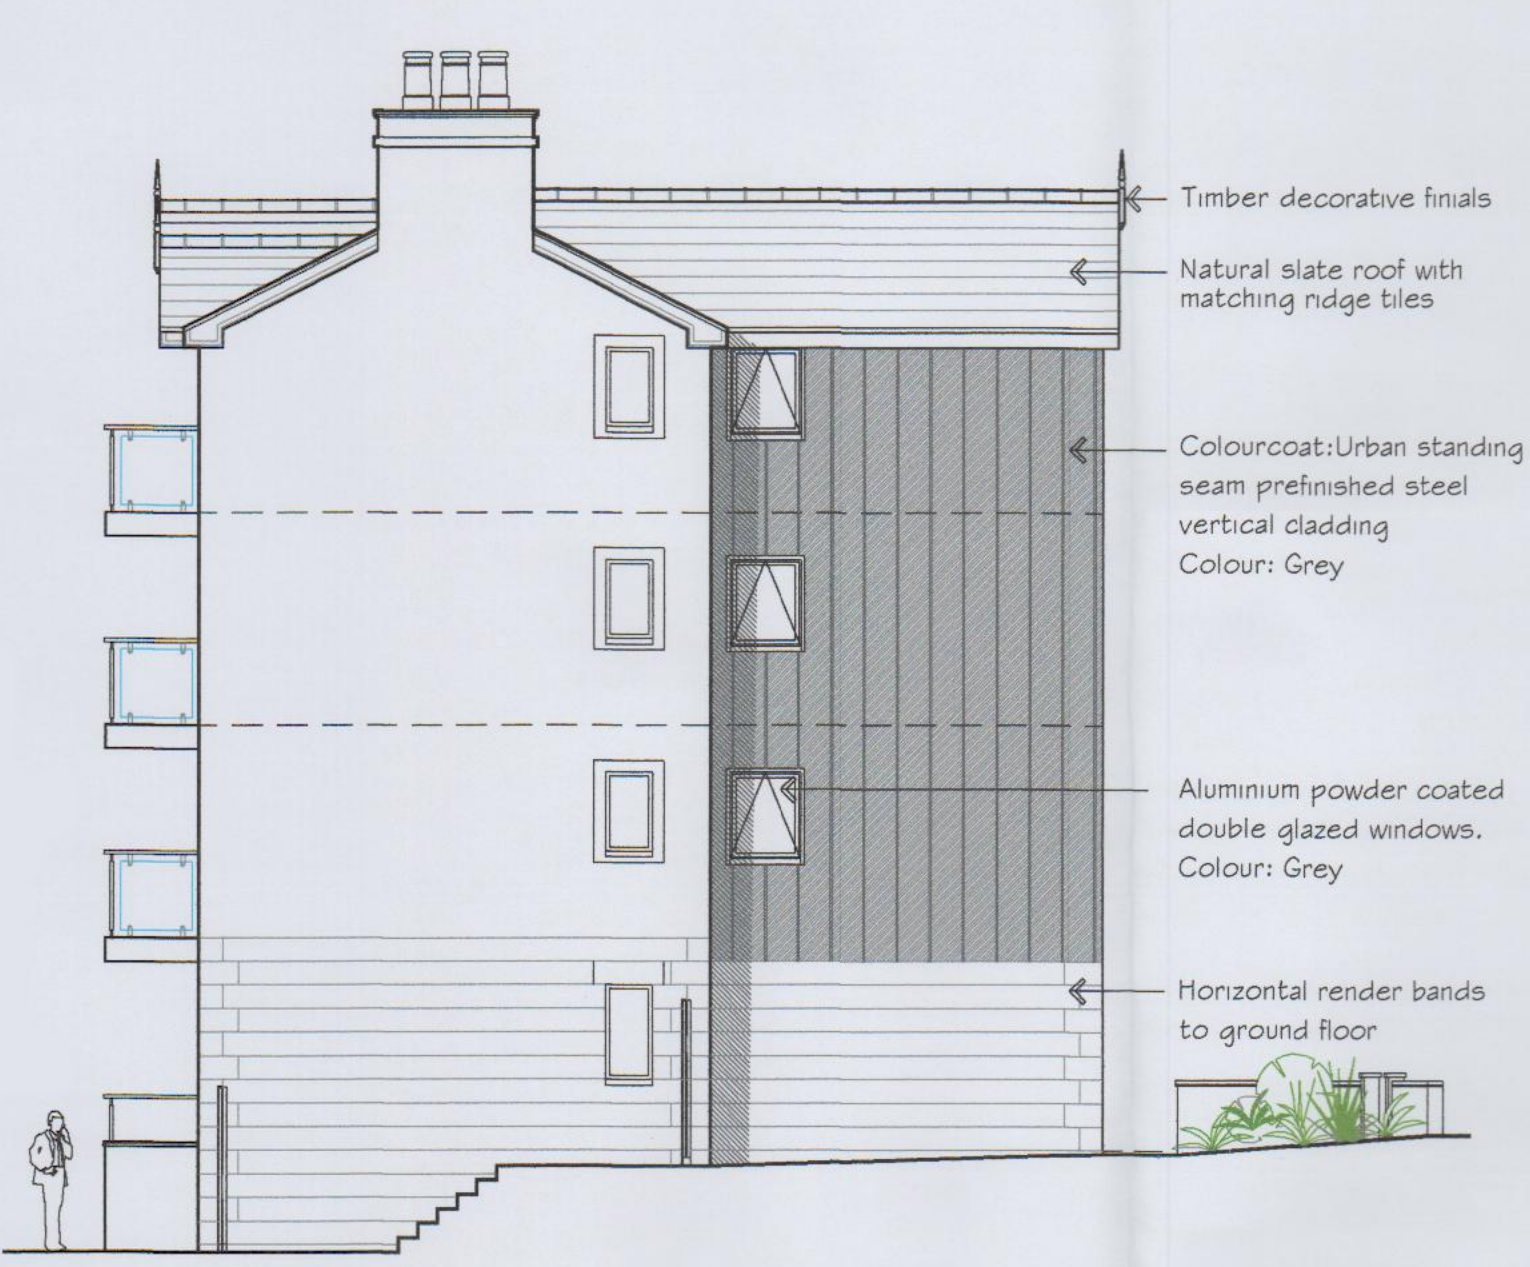 Timber decorative finials
Natural slate roof with
matching ridge tiles
Colourcoat:Urban standing
seam prefinished steel
vertical cladding
Colour: Grey
Aluminium powder coated
double glazed windows.
Colour: Grey
Horizontal render bands
to ground floor